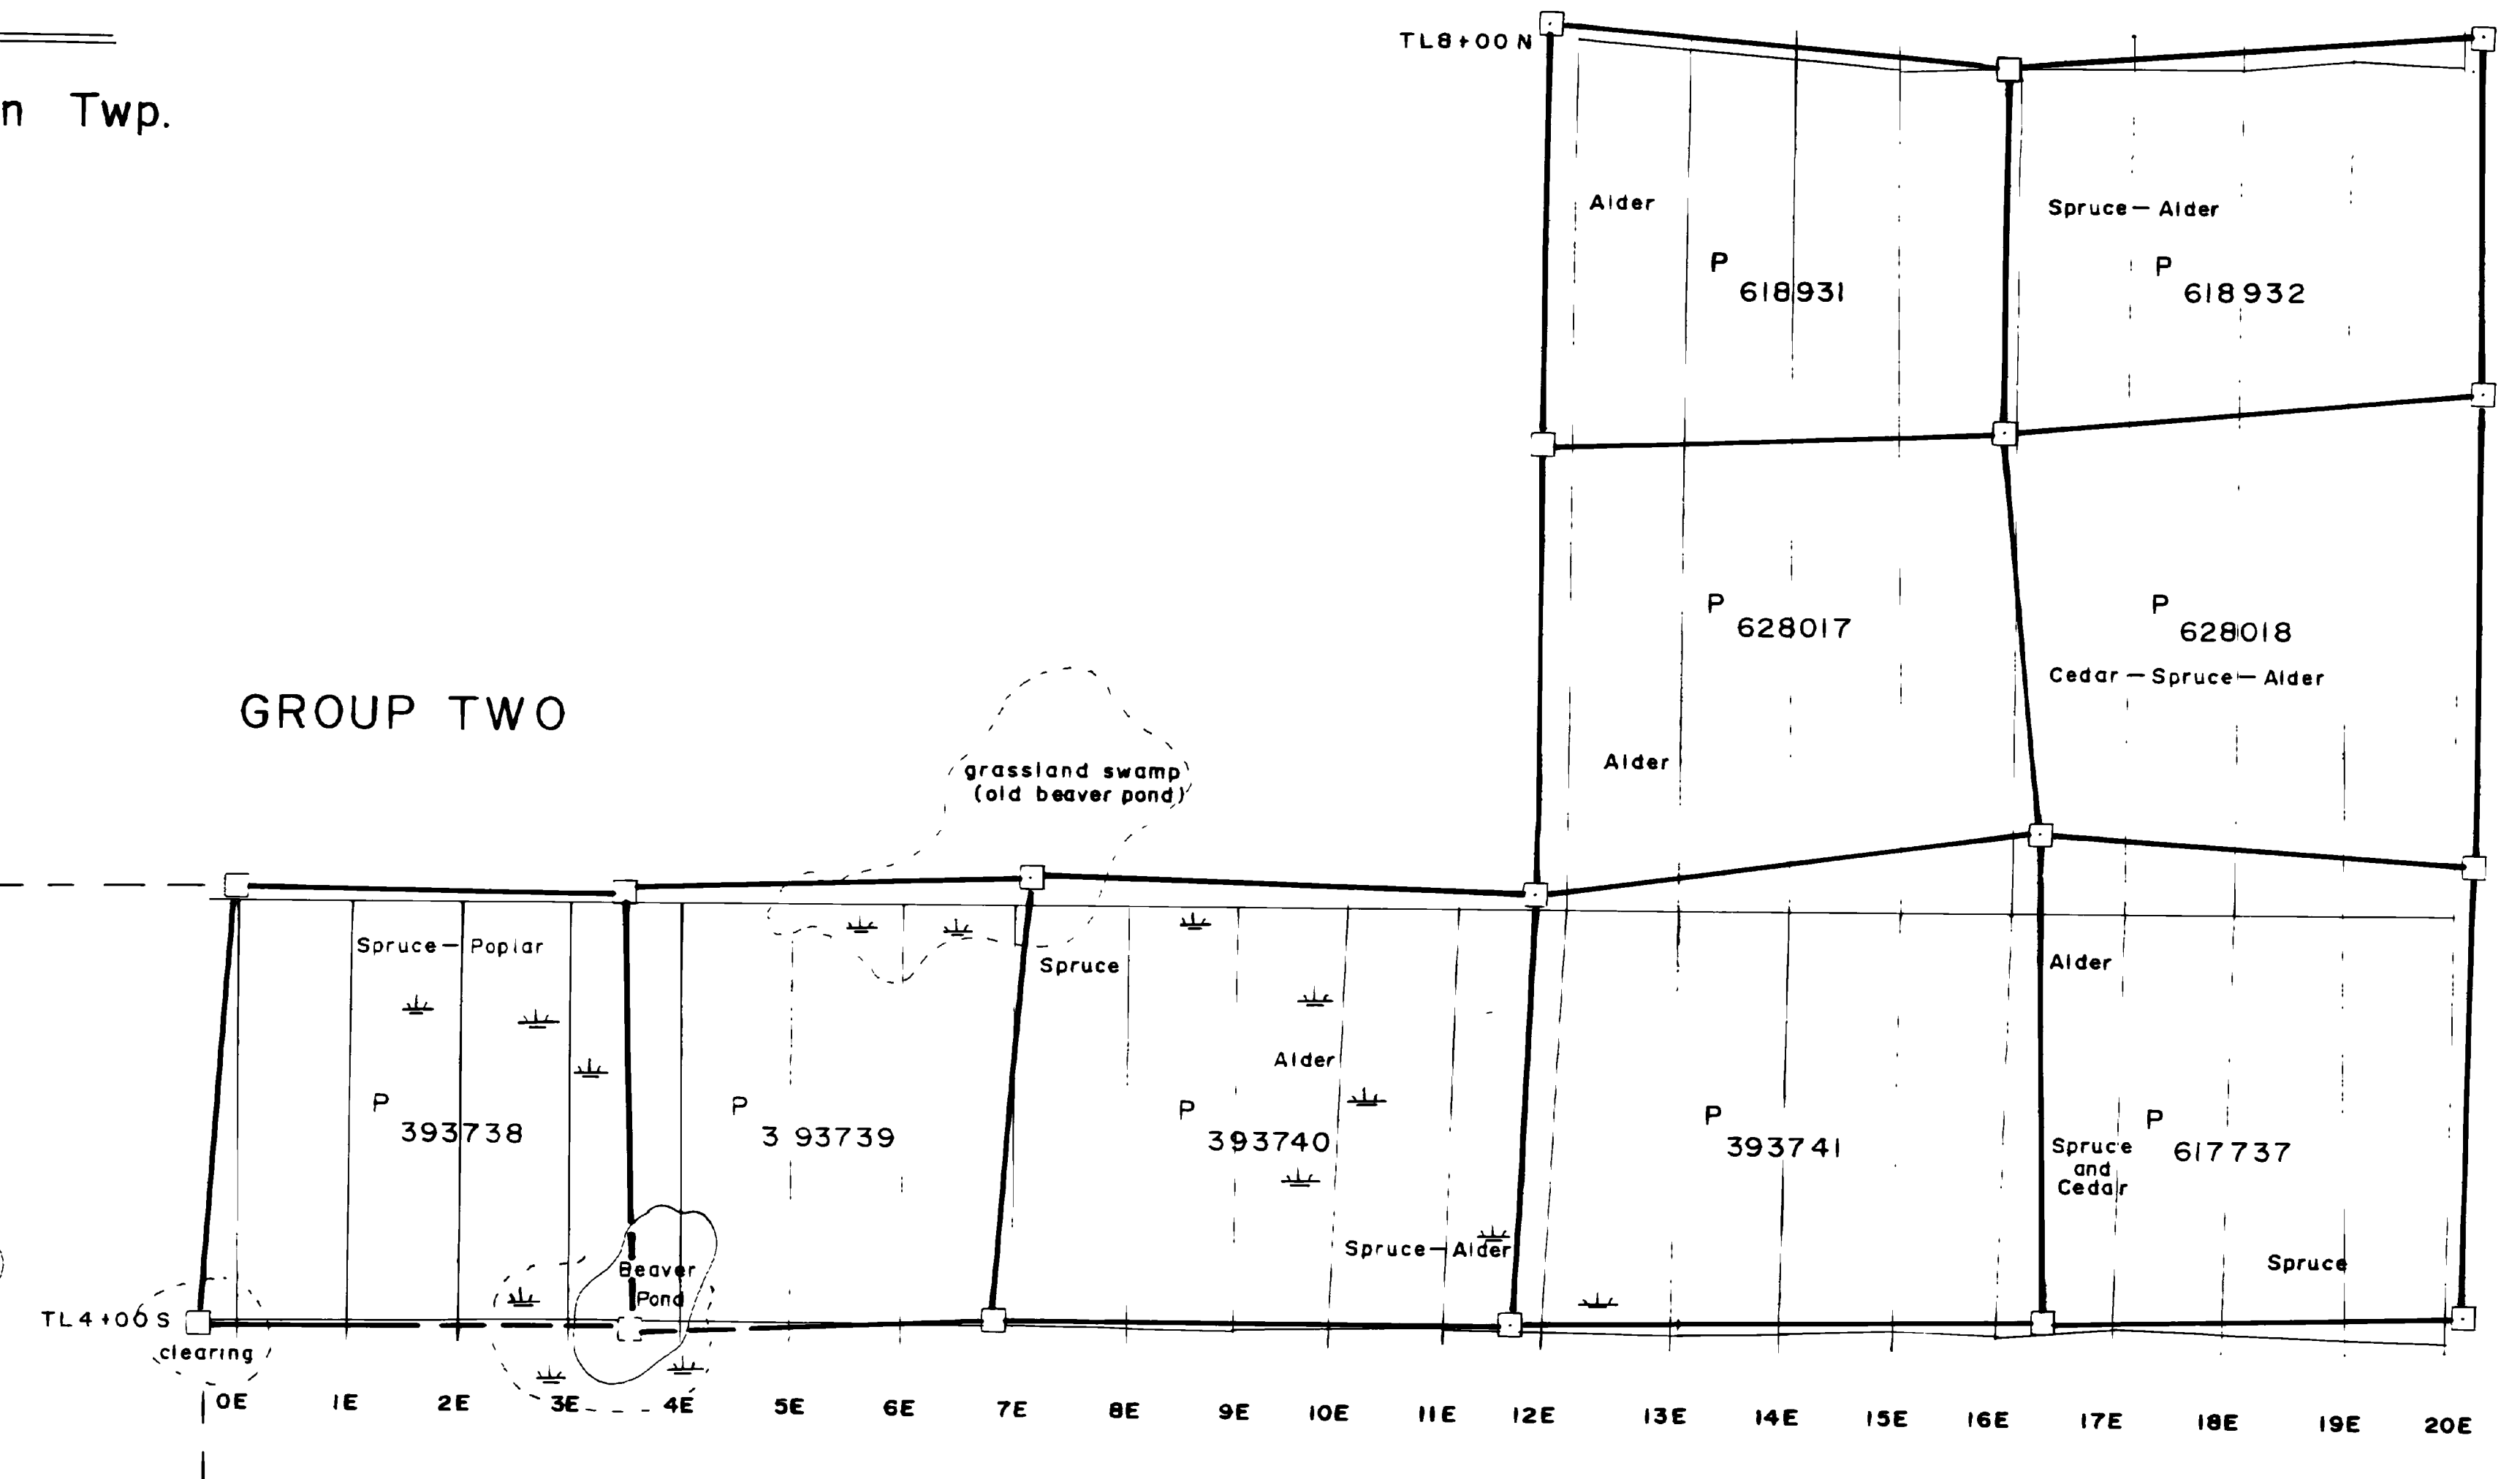 TL8+00 N
n Twp.
Alder
Spruce — Alder
P
618931
P
618932
P
628017
P
628018
Cedar — Spruce — Alder
GROUP TWO
Alder
grassland swamp
(old beaver pond)
Spruce — Poplar
Spruce
Alder
Alder
P
393738
P
3 93739
P
393740
P
393741
P
617737
Spruce
and
Cedar
Spruce — Alder
Spruce
Beaver
Pond
TL4+00 S
clearing
0E 1E 2E 3E 4E 5E 6E 7E 8E 9E 10E 11E 12E 13E 14E 15E 16E 17E 18E 19E 20E